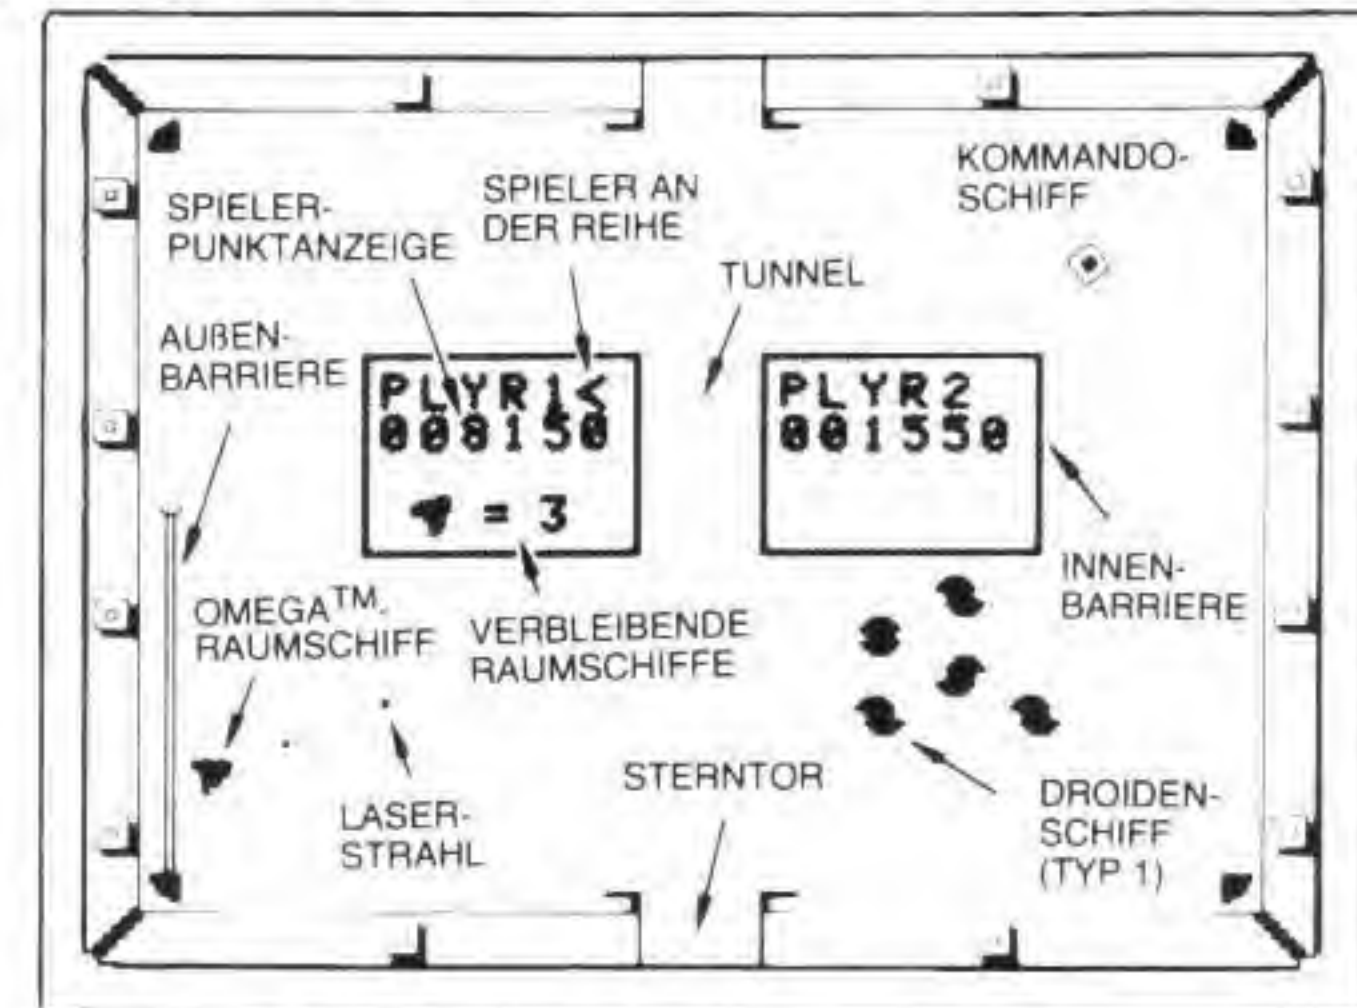 KOMMANDO-
SCHIFF
SPIELER-
PUNKTANZEIGE
SPIELER AN
DER REIHE
TUNNEL
AUßEN-
BARRIERE
PLYR1<
008150
= 3
PLYR2
001550
INNEN-
BARRIERE
OMEGA™-
RAUMSCHIFF
VERBLEIBENDE
RAUMSCHIFFE
STERNTOR
LASER-
STRAHL
DROIDEN-
SCHIFF
(TYP 1)